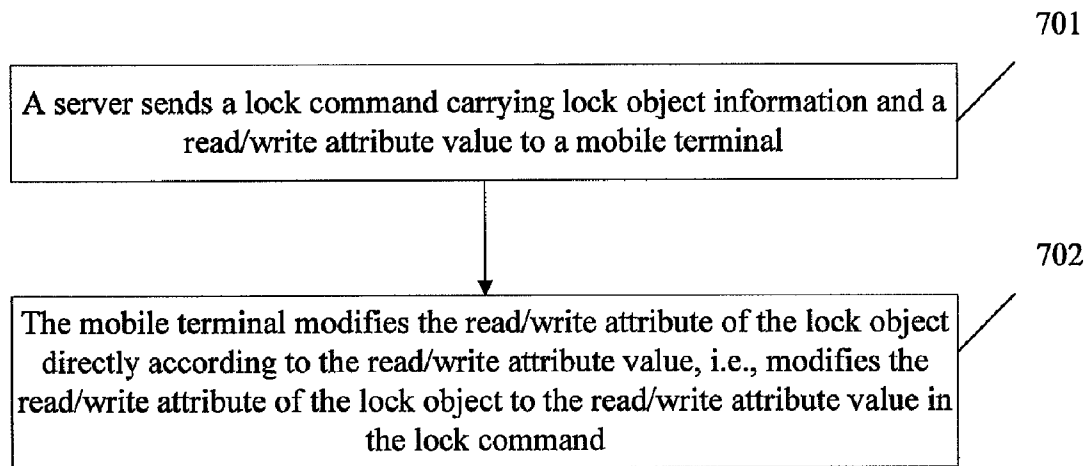 701
A server sends a lock command carrying lock object information and a
read/write attribute value to a mobile terminal
702
The mobile terminal modifies the read/write attribute of the lock object
directly according to the read/write attribute value, i.e., modifies the
read/write attribute of the lock object to the read/write attribute value in
the lock command